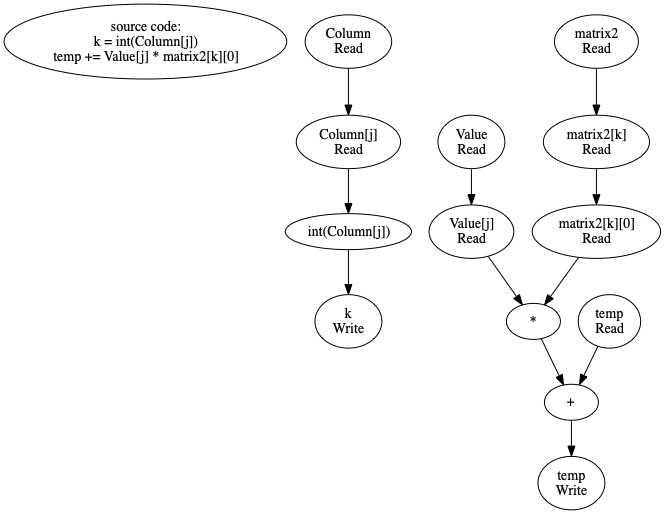 source code:
k = int(Column[j])
temp += Value[j] * matrix2[k][0]
Column
Read
matrix2
Read
Column[j]
Read
Value
Read
matrix2[k]
Read
int(Column[j])
Value[j]
Read
matrix2[k][0]
Read
k
Write
*
temp
Read
+
temp
Write